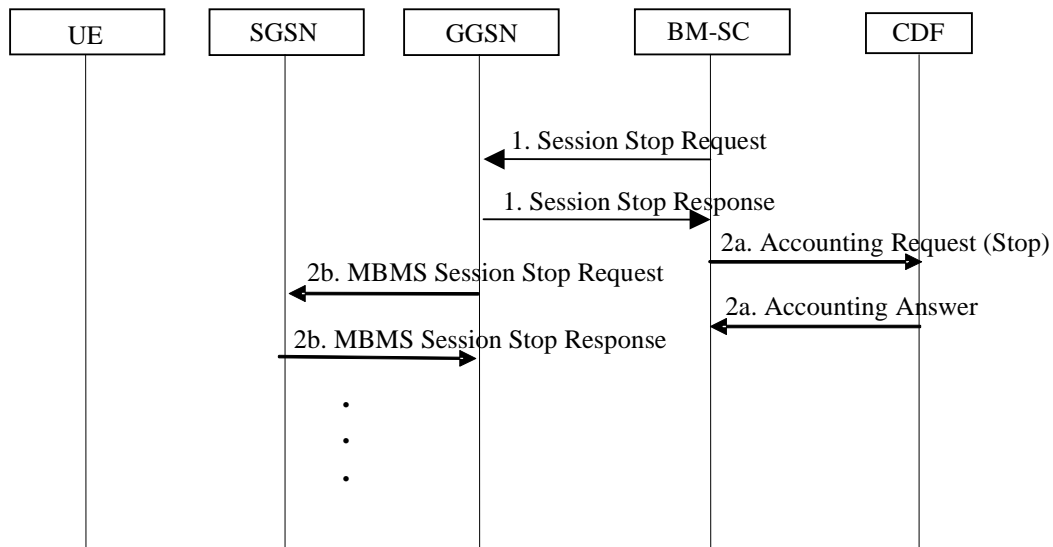 UE
SGSN
GGSN
BM-SC
CDF
1. Session Stop Request
1. Session Stop Response
2a. Accounting Request (Stop)
2b. MBMS Session Stop Request
2a. Accounting Answer
2b. MBMS Session Stop Response